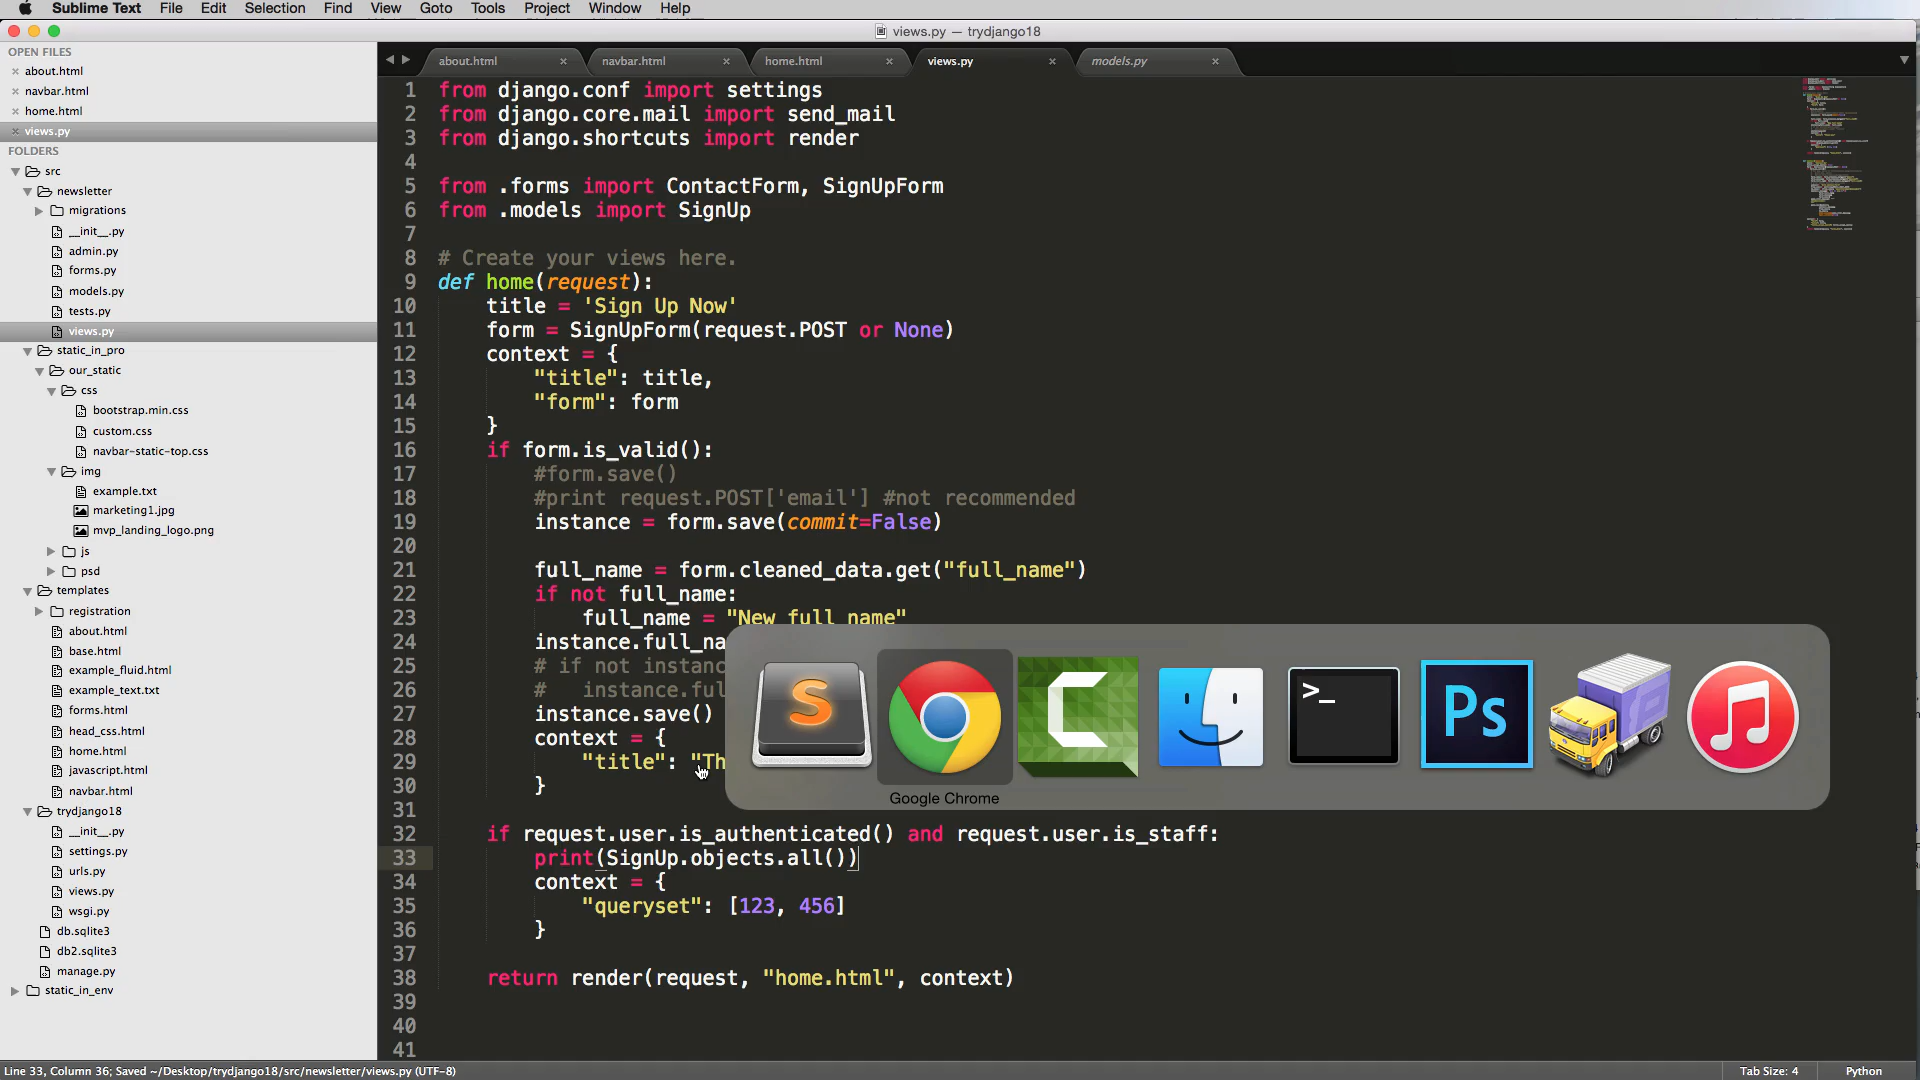 Sublime Text File Edit Selection Find View Goto Tools Project Window Help
views.py — trydjango18
OPEN FILES
about.html
navbar.html
home.html
views.py
FOLDERS
src
newsletter
migrations
__init__.py
admin.py
forms.py
models.py
tests.py
views.py
static_in_pro
our_static
css
bootstrap.min.css
custom.css
navbar-static-top.css
img
example.txt
marketing1.jpg
mvp_landing_logo.png
js
psd
templates
registration
about.html
base.html
example_fluid.html
example_text.txt
forms.html
head_css.html
home.html
javascript.html
navbar.html
trydjango18
__init__.py
settings.py
urls.py
views.py
wsgi.py
db.sqlite3
db2.sqlite3
manage.py
static_in_env
about.html navbar.html home.html views.py models.py
1 from django.conf import settings
2 from django.core.mail import send_mail
3 from django.shortcuts import render
4
5 from .forms import ContactForm, SignUpForm
6 from .models import SignUp
7
8 # Create your views here.
9 def home(request):
10 title = 'Sign Up Now'
11 form = SignUpForm(request.POST or None)
12 context = {
13 "title": title,
14 "form": form
15 }
16 if form.is_valid():
17 #form.save()
18 #print request.POST['email'] #not recommended
19 instance = form.save(commit=False)
20
21 full_name = form.cleaned_data.get("full_name")
22 if not full_name:
23 full_name = "New full name"
24 instance.full_na
25 # if not instanc
26 # instance.ful
27 instance.save()
28 context = {
29 "title": "Th
30 }
31
32 if request.user.is_authenticated() and request.user.is_staff:
33 print(SignUp.objects.all())
34 context = {
35 "queryset": [123, 456]
36 }
37
38 return render(request, "home.html", context)
39
40
41
S
C
>_
Ps
Google Chrome
Line 33, Column 36; Saved ~/Desktop/trydjango18/src/newsletter/views.py (UTF-8) Tab Size: 4 Python